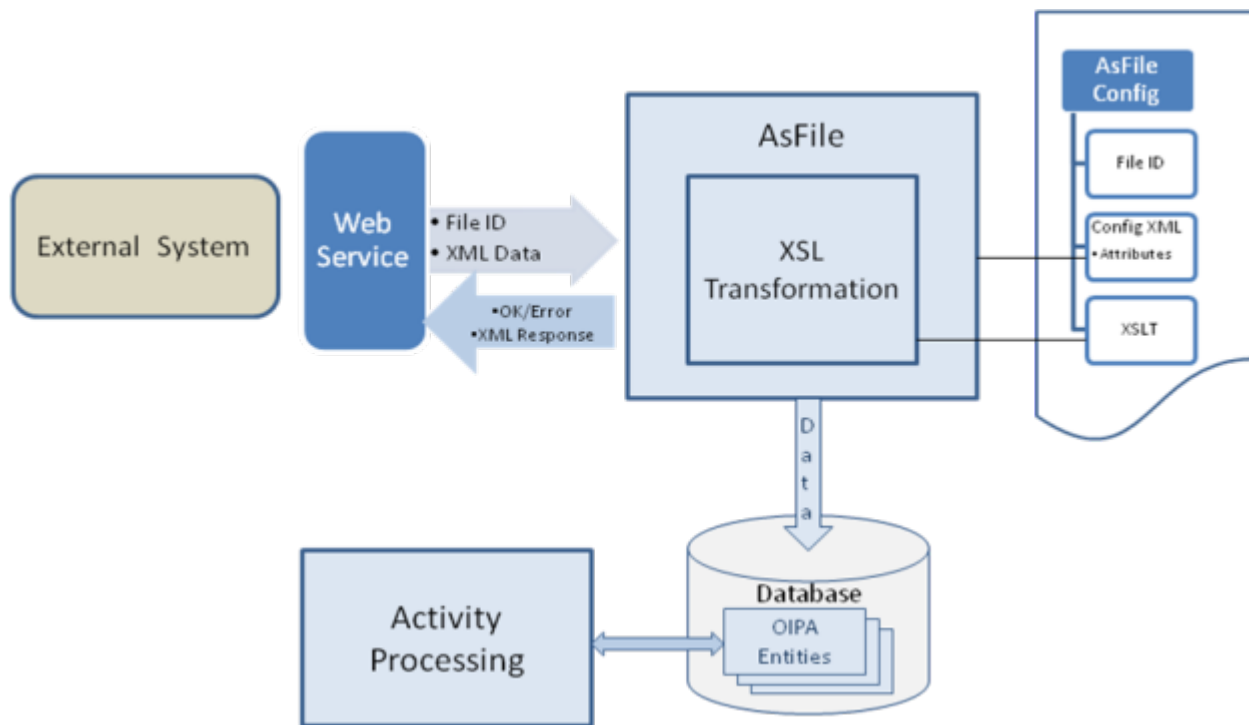 AsFile
Config
File ID
Config XML
•Attributes
XSLT
AsFile
XSL
Transformation
External System
Web
Service
• File ID
• XML Data
•OK/Error
•XML Response
Data
Database
OIPA
Entities
Activity
Processing